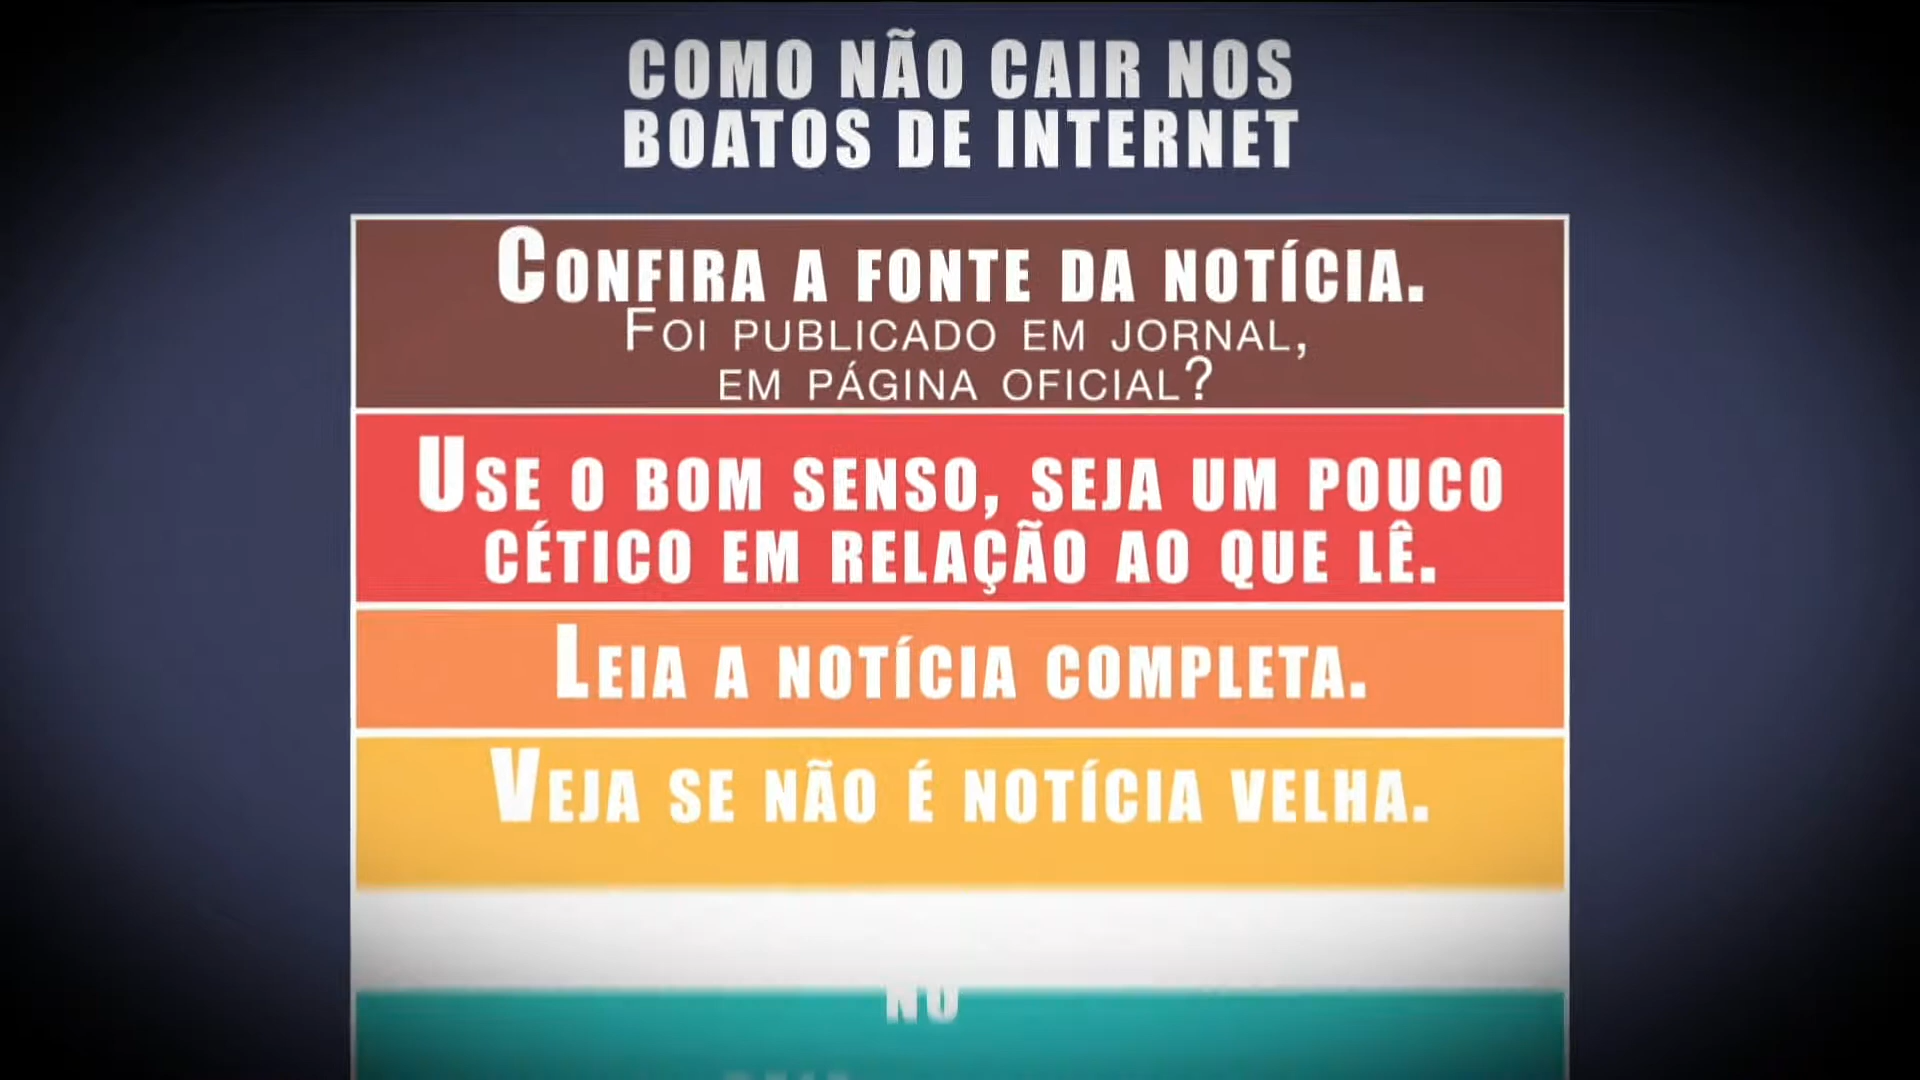 COMO NÃO CAIR NOS
BOATOS DE INTERNET
CONFIRA A FONTE DA NOTÍCIA.
FOI PUBLICADO EM JORNAL,
EM PÁGINA OFICIAL?
USE O BOM SENSO, SEJA UM POUCO
CÉTICO EM RELAÇÃO AO QUE LÊ.
LEIA A NOTÍCIA COMPLETA.
VEJA SE NÃO É NOTÍCIA VELHA.